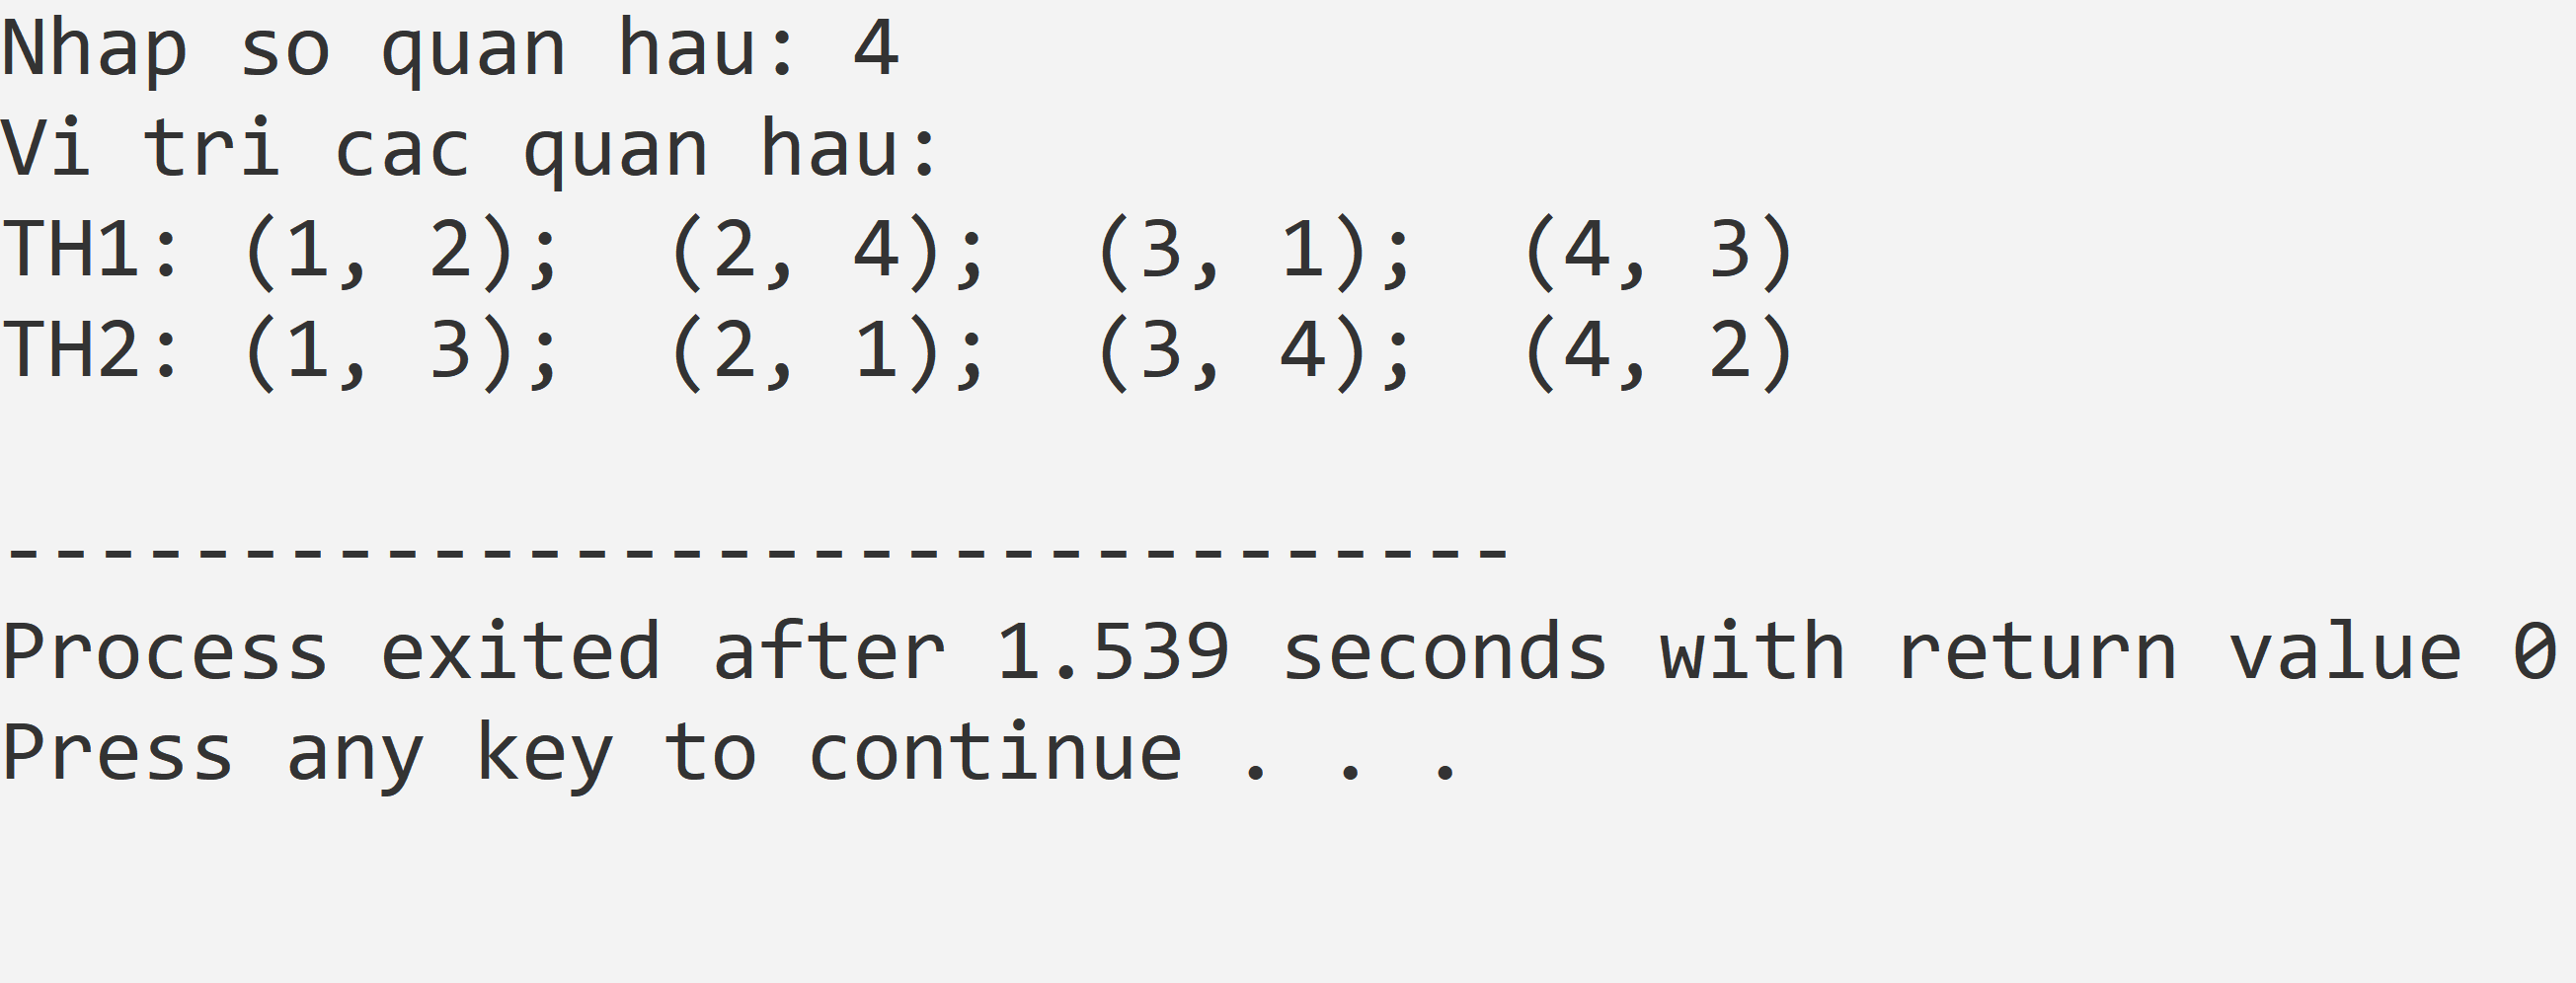 Nhap so quan hau: 4
Vi tri cac quan hau:
TH1: (1, 2);  (2, 4);  (3, 1);  (4, 3)
TH2: (1, 3);  (2, 1);  (3, 4);  (4, 2)
--------------------------------
Process exited after 1.539 seconds with return value 0
Press any key to continue . . .